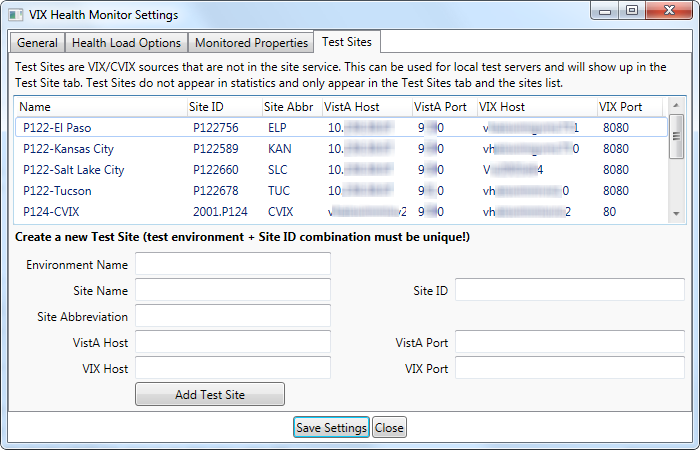 VIX Health Monitor Settings
General Health Load Options Monitored Properties Test Sites
Test Sites are VIX/CVIX sources that are not in the site service. This can be used for local test servers and will show up in the
Test Site tab. Test Sites do not appear in statistics and only appear in the Test Sites tab and the sites list.
Name Site ID Site Abbr VistA Host VistA Port VIX Host VIX Port
P122-El Paso P122756 ELP 8080
P122-Kansas City P122589 KAN 8080
P122-Salt Lake City P122660 SLC 8080
P122-Tucson P122678 TUC 8080
P124-CVIX 2001.P124 CVIX 80
Create a new Test Site (test environment + Site ID combination must be unique!)
Environment Name
Site Name Site ID
Site Abbreviation
VistA Host VistA Port
VIX Host VIX Port
Add Test Site
Save Settings Close